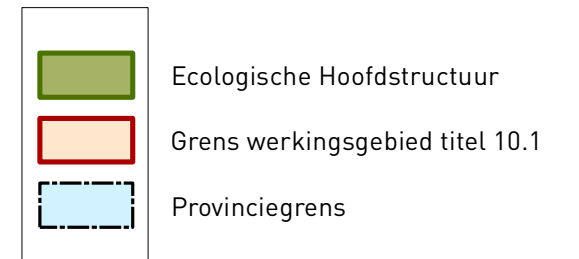 Ecologische Hoofdstructuur
Grens werkingsgebied titel 10.1
Provinciegrens